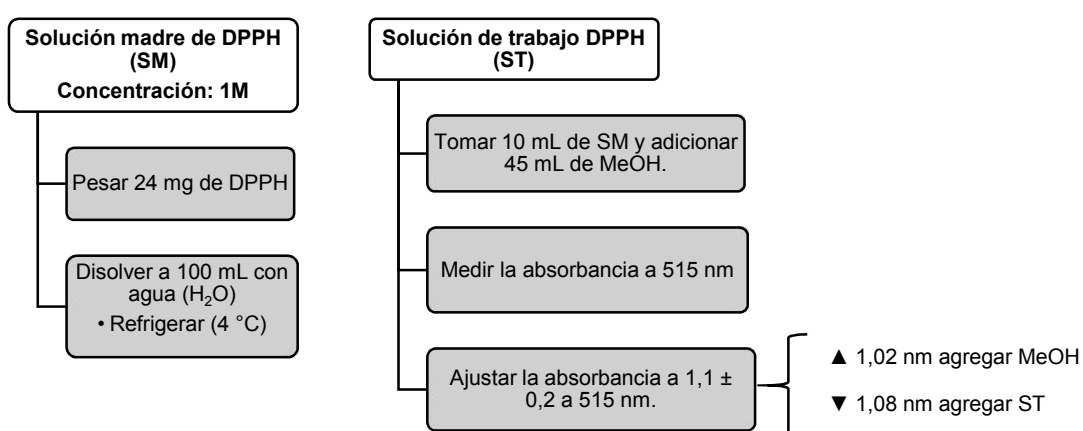 Solución madre de DPPH
(SM)
Concentración: 1M
Pesar 24 mg de DPPH
Disolver a 100 mL con
agua (H₂O)
• Refrigerar (4 °C)
Solución de trabajo DPPH
(ST)
Tomar 10 mL de SM y adicionar
45 mL de MeOH.
Medir la absorbancia a 515 nm
Ajustar la absorbancia a 1,1 ±
0,2 a 515 nm.
▲ 1,02 nm agregar MeOH
▼ 1,08 nm agregar ST